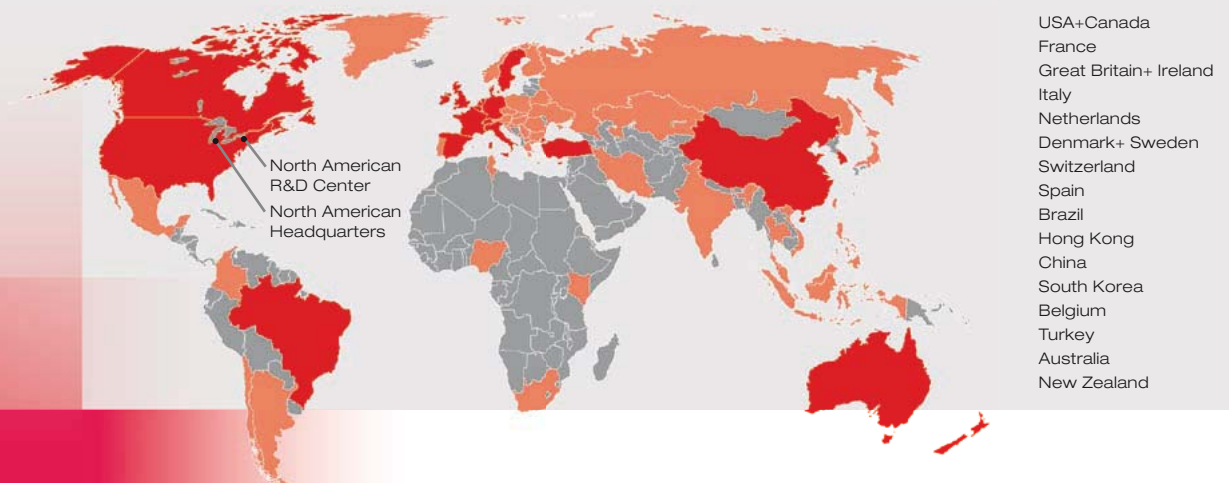 North American
R&D Center
North American
Headquarters
USA+Canada
France
Great Britain+ Ireland
Italy
Netherlands
Denmark+ Sweden
Switzerland
Spain
Brazil
Hong Kong
China
South Korea
Belgium
Turkey
Australia
New Zealand